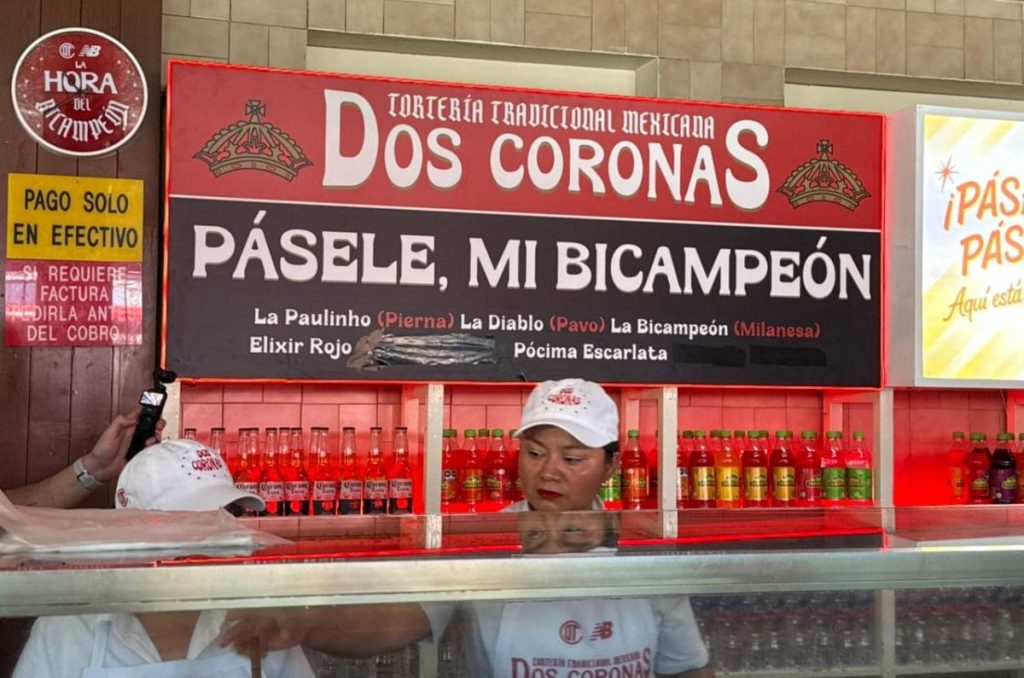 LA
HORA
DEL
BICAMPEÓN
PAGO SOLO
EN EFECTIVO
SI REQUIERE
FACTURA
PEDIRLA ANTES
DEL COBRO
TORTERÍA TRADICIONAL MEXICANA
DOS CORONAS
PÁSELE, MI BICAMPEÓN
La Paulinho (Pierna) La Diablo (Pavo) La Bicampeón (Milanesa)
Elixir Rojo Pócima Escarlata
Aquí está
DOS
CORONAS
DOS
CORONAS
TORTERÍA TRADICIONAL MEXICANA
DOS CORONAS